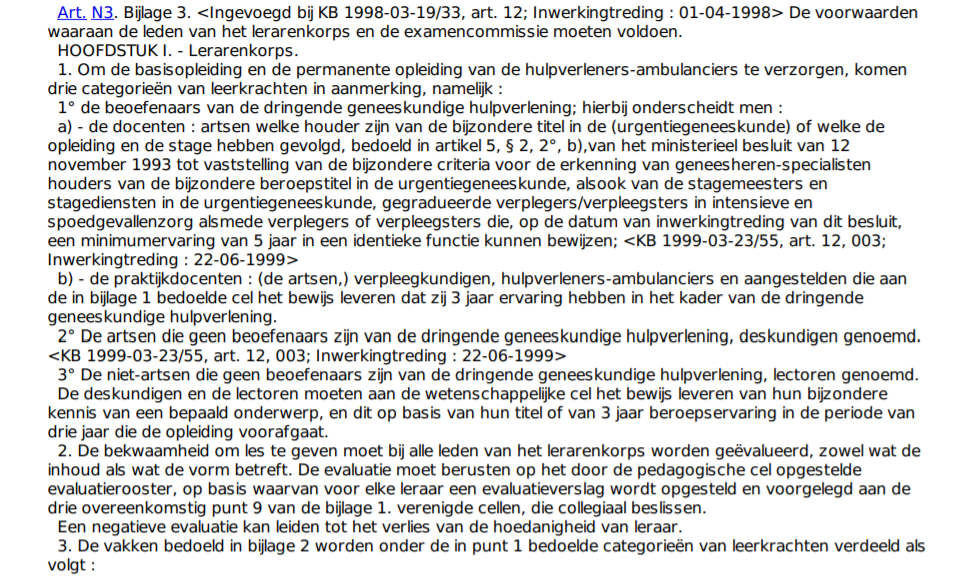 Art. N3. Bijlage 3. <Ingevoegd bij KB 1998-03-19/33, art. 12; Inwerkingtreding : 01-04-1998> De voorwaarden
waaraan de leden van het lerarenkorps en de examencommissie moeten voldoen.
HOOFDSTUK I. - Lerarenkorps.
1. Om de basisopleiding en de permanente opleiding van de hulpverleners-ambulanciers te verzorgen, komen
drie categorieën van leerkrachten in aanmerking, namelijk :
1° de beoefenaars van de dringende geneeskundige hulpverlening; hierbij onderscheidt men :
a) - de docenten : artsen welke houder zijn van de bijzondere titel in de (urgentiegeneeskunde) of welke de
opleiding en de stage hebben gevolgd, bedoeld in artikel 5, § 2, 2°, b),van het ministerieel besluit van 12
november 1993 tot vaststelling van de bijzondere criteria voor de erkenning van geneesheren-specialisten
houders van de bijzondere beroepstitel in de urgentiegeneeskunde, alsook van de stagemeesters en
stagediensten in de urgentiegeneeskunde, gegradueerde verplegers/verpleegsters in intensieve en
spoedgevallenzorg alsmede verplegers of verpleegsters die, op de datum van inwerkingtreding van dit besluit,
een minimumervaring van 5 jaar in een identieke functie kunnen bewijzen; <KB 1999-03-23/55, art. 12, 003;
Inwerkingtreding : 22-06-1999>
b) - de praktijkdocenten : (de artsen,) verpleegkundigen, hulpverleners-ambulanciers en aangestelden die aan
de in bijlage 1 bedoelde cel het bewijs leveren dat zij 3 jaar ervaring hebben in het kader van de dringende
geneeskundige hulpverlening.
2° De artsen die geen beoefenaars zijn van de dringende geneeskundige hulpverlening, deskundigen genoemd.
<KB 1999-03-23/55, art. 12, 003; Inwerkingtreding : 22-06-1999>
3° De niet-artsen die geen beoefenaars zijn van de dringende geneeskundige hulpverlening, lectoren genoemd.
De deskundigen en de lectoren moeten aan de wetenschappelijke cel het bewijs leveren van hun bijzondere
kennis van een bepaald onderwerp, en dit op basis van hun titel of van 3 jaar beroepservaring in de periode van
drie jaar die de opleiding voorafgaat.
2. De bekwaamheid om les te geven moet bij alle leden van het lerarenkorps worden geëvalueerd, zowel wat de
inhoud als wat de vorm betreft. De evaluatie moet berusten op het door de pedagogische cel opgestelde
evaluatierooster, op basis waarvan voor elke leraar een evaluatieverslag wordt opgesteld en voorgelegd aan de
drie overeenkomstig punt 9 van de bijlage 1. verenigde cellen, die collegiaal beslissen.
Een negatieve evaluatie kan leiden tot het verlies van de hoedanigheid van leraar.
3. De vakken bedoeld in bijlage 2 worden onder de in punt 1 bedoelde categorieën van leerkrachten verdeeld als
volgt :